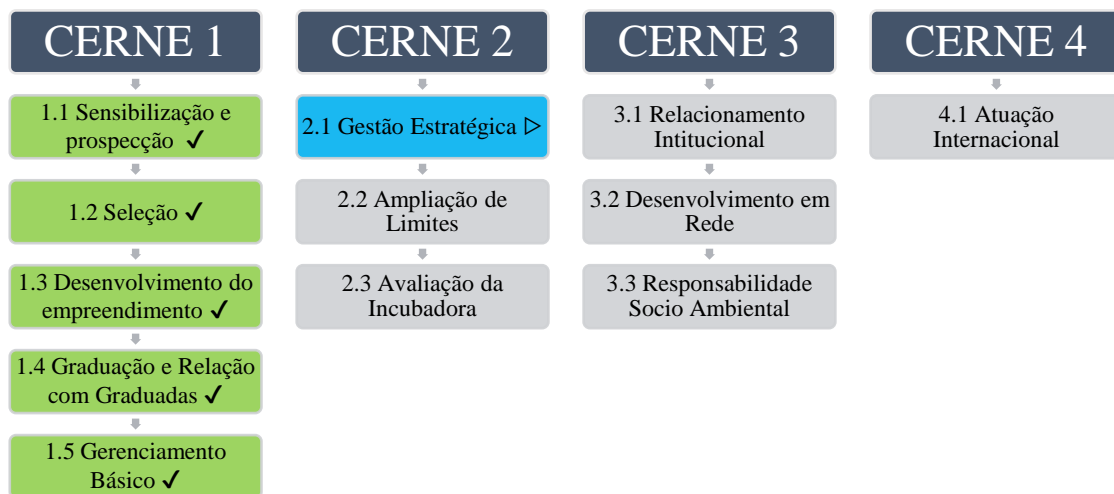 CERNE 1
1.1 Sensibilização e
prospecção ✓
1.2 Seleção ✓
1.3 Desenvolvimento do
empreendimento ✓
1.4 Graduação e Relação
com Graduadas ✓
1.5 Gerenciamento
Básico ✓
CERNE 2
2.1 Gestão Estratégica ▷
2.2 Ampliação de
Limites
2.3 Avaliação da
Incubadora
CERNE 3
3.1 Relacionamento
Intitucional
3.2 Desenvolvimento em
Rede
3.3 Responsabilidade
Socio Ambiental
CERNE 4
4.1 Atuação
Internacional